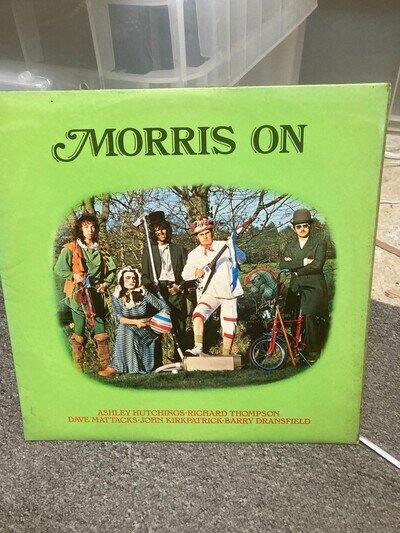 MORRIS ON
ASHLEY HUTCHINGS·RICHARD THOMPSON
DAVE MATTACKS·JOHN KIRKPATRICK·BARRY DRANSFIELD